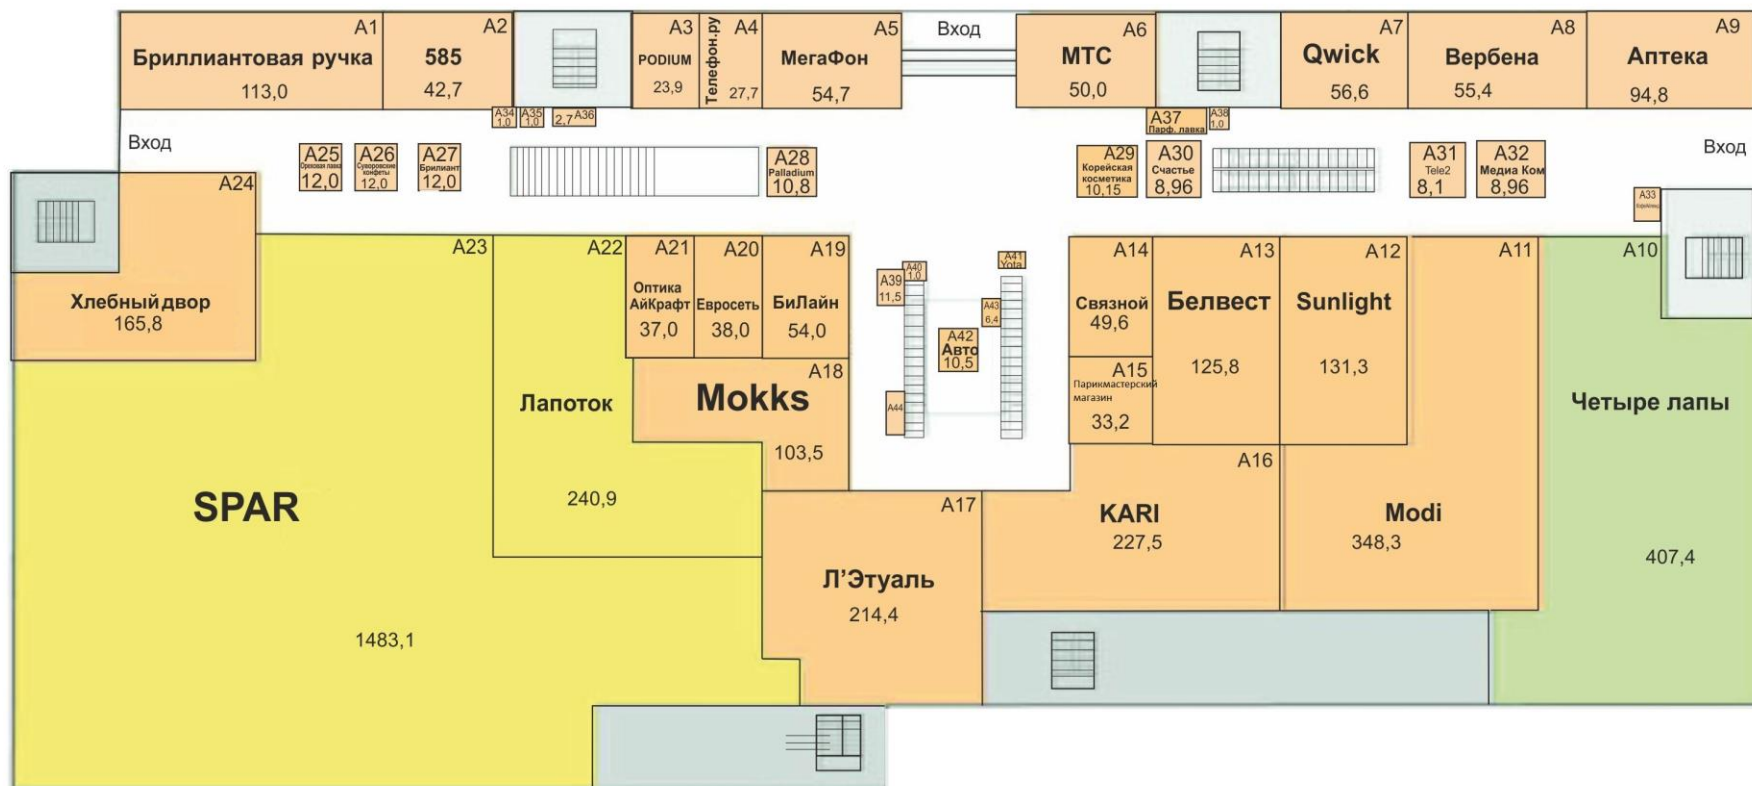 A1
Бриллиантовая ручка
113,0
A2
585
42,7
A3
PODIUM
23,9
A4
Телефон.ру
27,7
A5
МегаФон
54,7
Вход
A6
МТС
50,0
A7
Qwick
56,6
A8
Вербена
55,4
A9
Аптека
94,8
A34
1,0
A35
1,0
2,7 A36
A37
Парф. лавка
A38
1,0
Вход
A25
Ореховая лавка
12,0
A26
Суворовские
конфеты
12,0
A27
Брилиант
12,0
A28
Palladium
10,8
A29
Корейская
косметика
10,15
A30
Счастье
8,96
A31
Tele2
8,1
A32
Медиа Ком
8,96
Вход
A33
A24
Хлебный двор
165,8
A23
SPAR
1483,1
A22
Лапоток
240,9
A21
Оптика
АйКрафт
37,0
A20
Евросеть
38,0
A19
БиЛайн
54,0
A18
Mokks
103,5
A39
11,5
A40
1,0
A41
Yota
A43
6,4
A42
Авто
10,5
A44
A14
Связной
49,6
A15
Парикмастерский
магазин
33,2
A13
Белвест
125,8
A12
Sunlight
131,3
A11
Modi
348,3
A10
Четыре лапы
407,4
A16
KARI
227,5
A17
Л'Этуаль
214,4